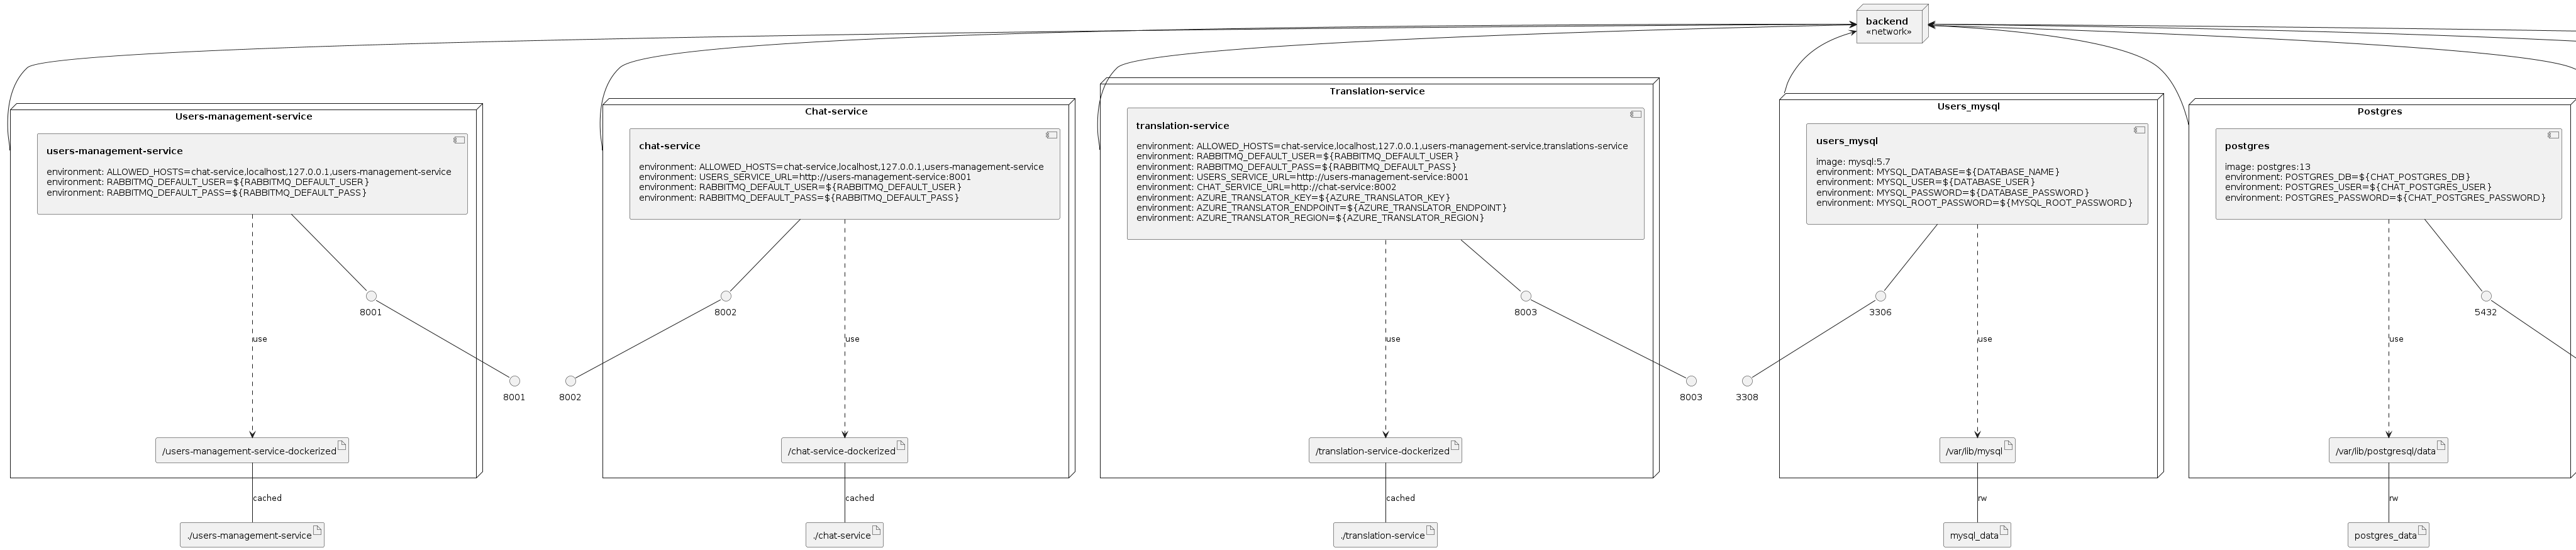 backend
«network»
Users-management-service
users-management-service
environment: ALLOWED_HOSTS=chat-service,localhost,127.0.0.1,users-management-service
environment: RABBITMQ_DEFAULT_USER=${RABBITMQ_DEFAULT_USER}
environment: RABBITMQ_DEFAULT_PASS=${RABBITMQ_DEFAULT_PASS}
8001
use
8001
/users-management-service-dockerized
cached
./users-management-service
Chat-service
chat-service
environment: ALLOWED_HOSTS=chat-service,localhost,127.0.0.1,users-management-service
environment: USERS_SERVICE_URL=http://users-management-service:8001
environment: RABBITMQ_DEFAULT_USER=${RABBITMQ_DEFAULT_USER}
environment: RABBITMQ_DEFAULT_PASS=${RABBITMQ_DEFAULT_PASS}
8002
use
8002
/chat-service-dockerized
cached
./chat-service
Translation-service
translation-service
environment: ALLOWED_HOSTS=chat-service,localhost,127.0.0.1,users-management-service,translations-service
environment: RABBITMQ_DEFAULT_USER=${RABBITMQ_DEFAULT_USER}
environment: RABBITMQ_DEFAULT_PASS=${RABBITMQ_DEFAULT_PASS}
environment: USERS_SERVICE_URL=http://users-management-service:8001
environment: CHAT_SERVICE_URL=http://chat-service:8002
environment: AZURE_TRANSLATOR_KEY=${AZURE_TRANSLATOR_KEY}
environment: AZURE_TRANSLATOR_ENDPOINT=${AZURE_TRANSLATOR_ENDPOINT}
environment: AZURE_TRANSLATOR_REGION=${AZURE_TRANSLATOR_REGION}
8003
use
8003
/translation-service-dockerized
cached
./translation-service
Users_mysql
users_mysql
image: mysql:5.7
environment: MYSQL_DATABASE=${DATABASE_NAME}
environment: MYSQL_USER=${DATABASE_USER}
environment: MYSQL_PASSWORD=${DATABASE_PASSWORD}
environment: MYSQL_ROOT_PASSWORD=${MYSQL_ROOT_PASSWORD}
3306
use
3308
/var/lib/mysql
rw
mysql_data
Postgres
postgres
image: postgres:13
environment: POSTGRES_DB=${CHAT_POSTGRES_DB}
environment: POSTGRES_USER=${CHAT_POSTGRES_USER}
environment: POSTGRES_PASSWORD=${CHAT_POSTGRES_PASSWORD}
5432
use
/var/lib/postgresql/data
rw
postgres_data